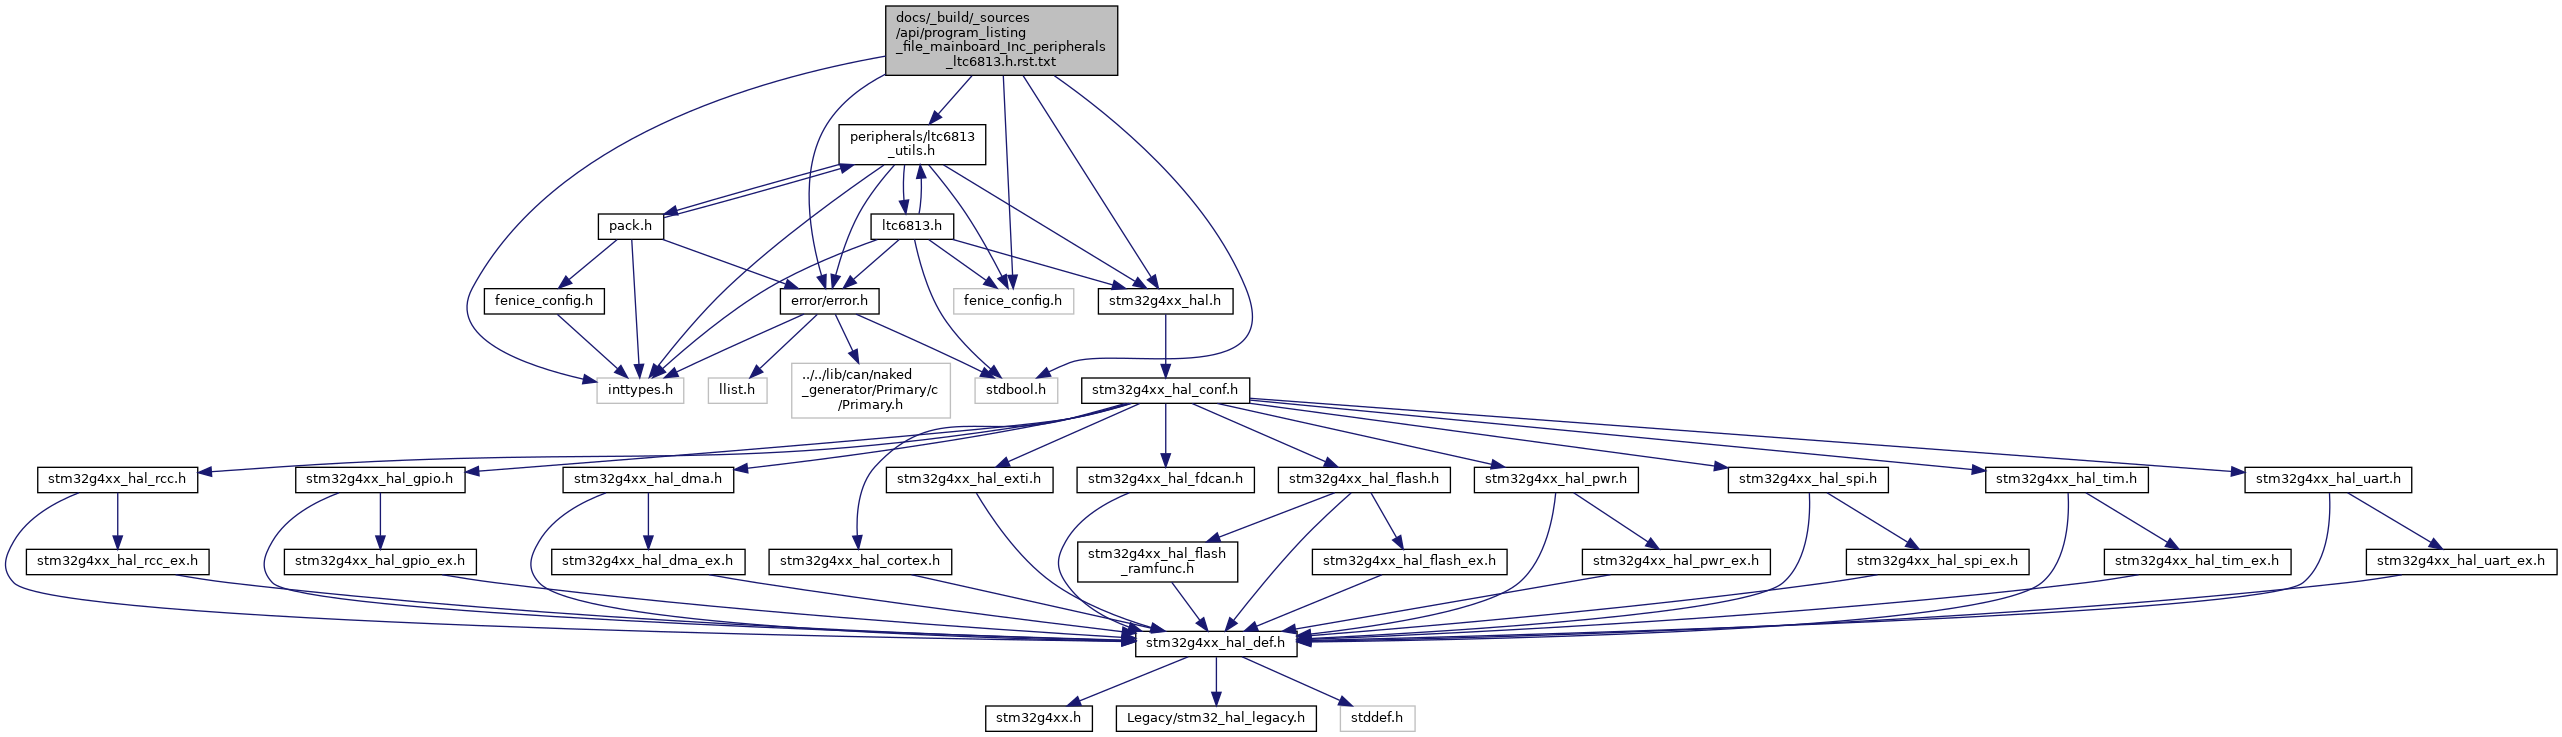 docs/_build/_sources
/api/program_listing
_file_mainboard_Inc_peripherals
_ltc6813.h.rst.txt
peripherals/ltc6813
_utils.h
pack.h
ltc6813.h
fenice_config.h
error/error.h
fenice_config.h
stm32g4xx_hal.h
inttypes.h
llist.h
../../lib/can/naked
_generator/Primary/c
/Primary.h
stdbool.h
stm32g4xx_hal_conf.h
stm32g4xx_hal_rcc.h
stm32g4xx_hal_gpio.h
stm32g4xx_hal_dma.h
stm32g4xx_hal_exti.h
stm32g4xx_hal_fdcan.h
stm32g4xx_hal_flash.h
stm32g4xx_hal_pwr.h
stm32g4xx_hal_spi.h
stm32g4xx_hal_tim.h
stm32g4xx_hal_uart.h
stm32g4xx_hal_rcc_ex.h
stm32g4xx_hal_gpio_ex.h
stm32g4xx_hal_dma_ex.h
stm32g4xx_hal_cortex.h
stm32g4xx_hal_flash
_ramfunc.h
stm32g4xx_hal_flash_ex.h
stm32g4xx_hal_pwr_ex.h
stm32g4xx_hal_spi_ex.h
stm32g4xx_hal_tim_ex.h
stm32g4xx_hal_uart_ex.h
stm32g4xx_hal_def.h
stm32g4xx.h
Legacy/stm32_hal_legacy.h
stddef.h